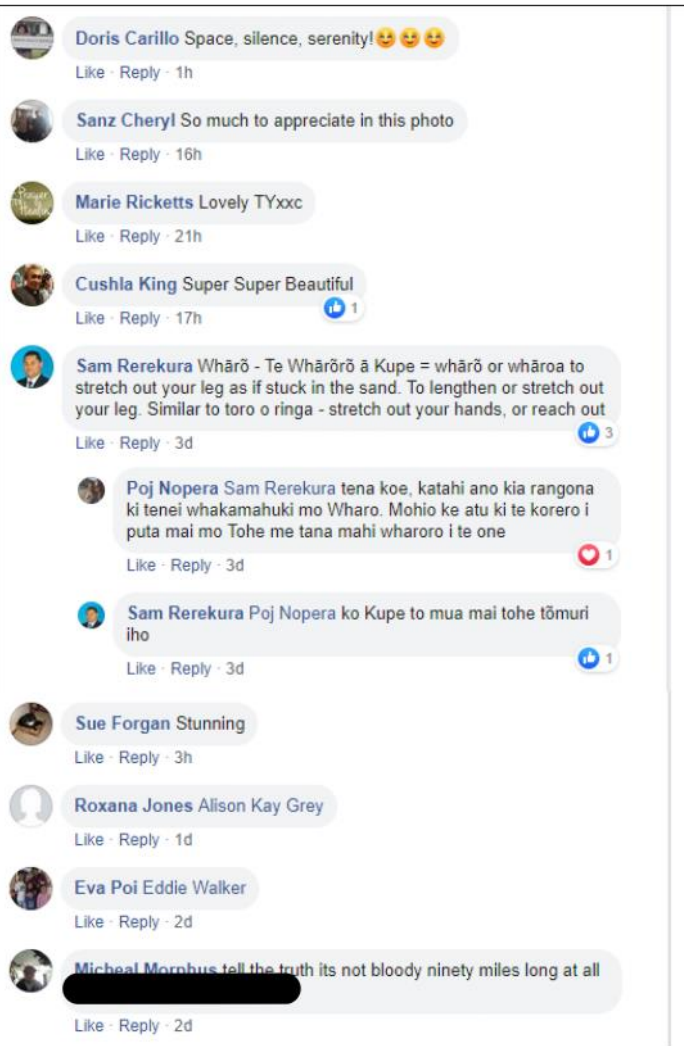 Doris Carillo Space, silence, serenity!😊😊😊
Like · Reply · 1h
Sanz Cheryl So much to appreciate in this photo
Like · Reply · 16h
Prayer
Marie Ricketts Lovely TYxxc
Like · Reply · 21h
Cushla King Super Super Beautiful
1
Like · Reply · 17h
Sam Rerekura Whārō - Te Whārōrō ā Kupe = whārō or whāroa to
stretch out your leg as if stuck in the sand. To lengthen or stretch out
your leg. Similar to toro o ringa - stretch out your hands, or reach out
3
Like · Reply · 3d
Poj Nopera Sam Rerekura tena koe, katahi ano kia rangona
ki tenei whakamahuki mo Wharo. Mohio ke atu ki te korero i
puta mai mo Tohe me tana mahi wharoro i te one
1
Like · Reply · 3d
Sam Rerekura Poj Nopera ko Kupe to mua mai tohe tōmuri
iho
1
Like · Reply · 3d
Sue Forgan Stunning
Like · Reply · 3h
Roxana Jones Alison Kay Grey
Like · Reply · 1d
Eva Poi Eddie Walker
Like · Reply · 2d
Micheal Morphus tell the truth its not bloody ninety miles long at all
Like · Reply · 2d